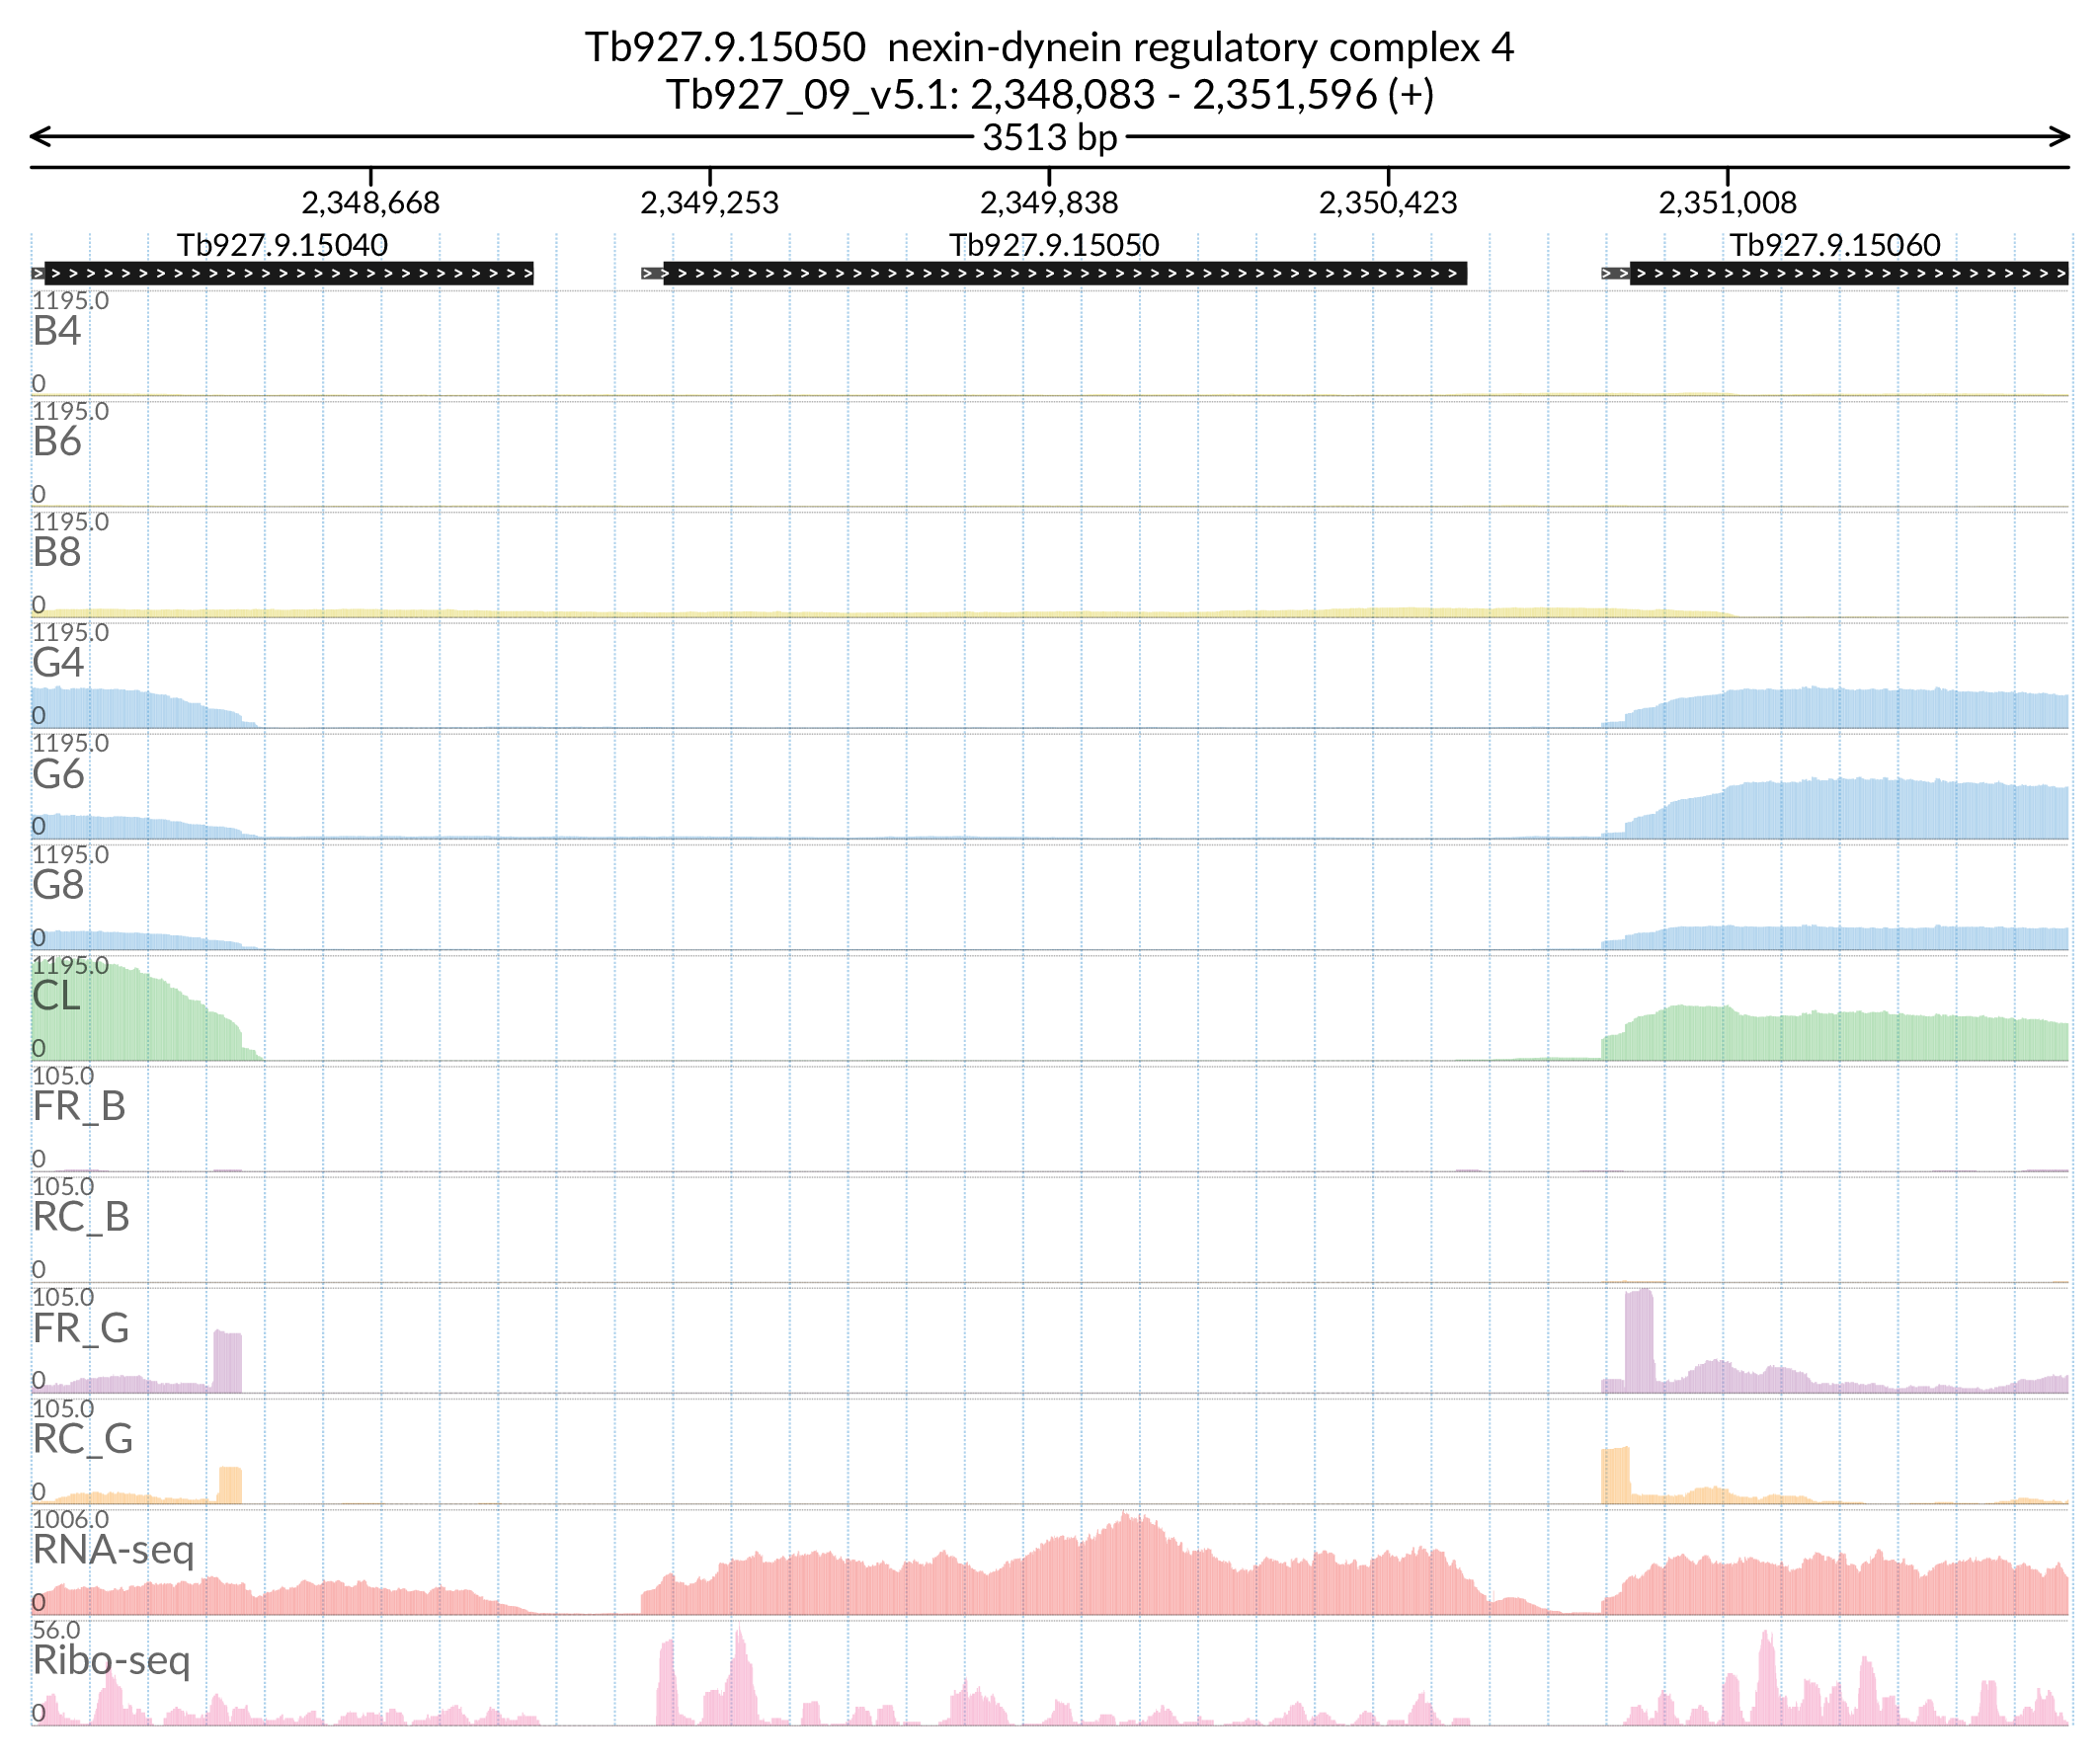 Tb927.9.15050 nexin-dynein regulatory complex 4
Tb927_09_v5.1: 2,348,083 - 2,351,596 (+)
3513 bp
2,348,668 2,349,253 2,349,838 2,350,423 2,351,008
Tb927.9.15040 Tb927.9.15050 Tb927.9.15060
1195.0
B4
0
1195.0
B6
0
1195.0
B8
0
1195.0
G4
0
1195.0
G6
0
1195.0
G8
0
1195.0
CL
0
105.0
FR_B
0
105.0
RC_B
0
105.0
FR_G
0
105.0
RC_G
0
1006.0
RNA-seq
0
56.0
Ribo-seq
0